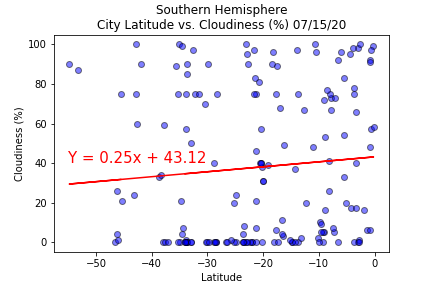 Southern Hemisphere
City Latitude vs. Cloudiness (%) 07/15/20
100
80
60
40
20
0
Cloudiness (%)
Y = 0.25x + 43.12
−50
−40
−30
−20
−10
0
Latitude